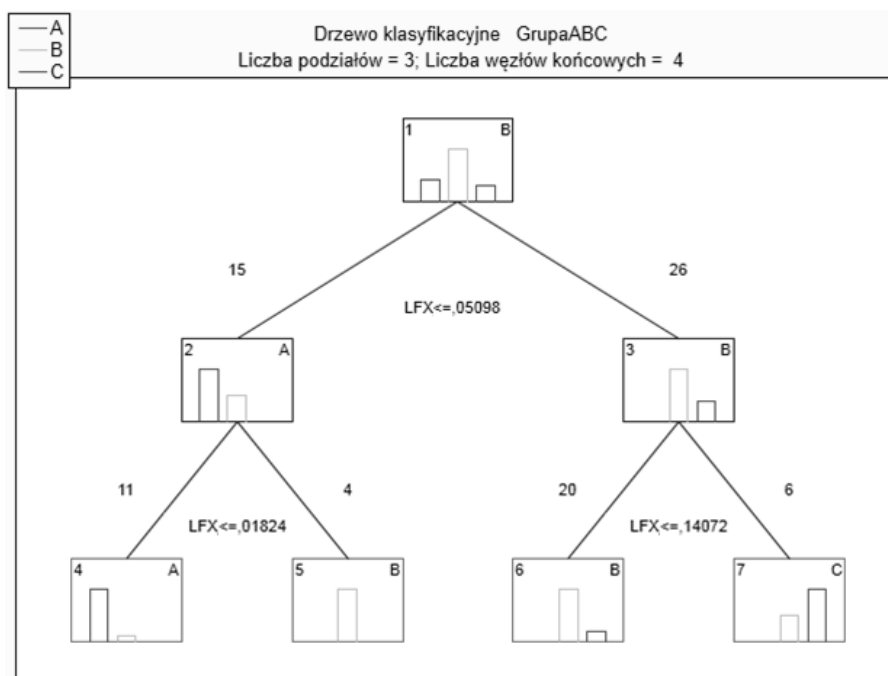 A
B
C
Drzewo klasyfikacyjne GrupaABC
Liczba podziałów = 3; Liczba węzłów końcowych = 4
1 B
15 26
LFX<=,05098
2 A 3 B
11 4 20 6
LFX<=,01824 LFX<=,14072
4 A 5 B 6 B 7 C